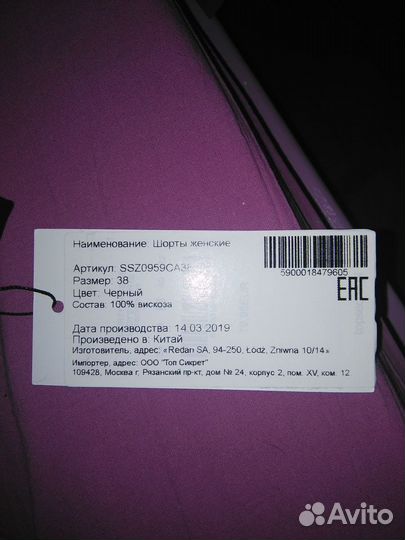 Наименование: Шорты женские
Артикул: SSZ0959CA38
Размер: 38
Цвет: Черный
Состав: 100% вискоза
5900018479605
EAC
Дата производства: 14.03.2019
Произведено в: Китай
Изготовитель, адрес: «Redan SA, 94-250, Łódź, Żniwna 10/14»
Импортер, адрес: ООО "Топ Сикрет"
109428, Москва г. Рязанский пр-кт, дом № 24, корпус 2, пом. XV, ком. 12
Avito